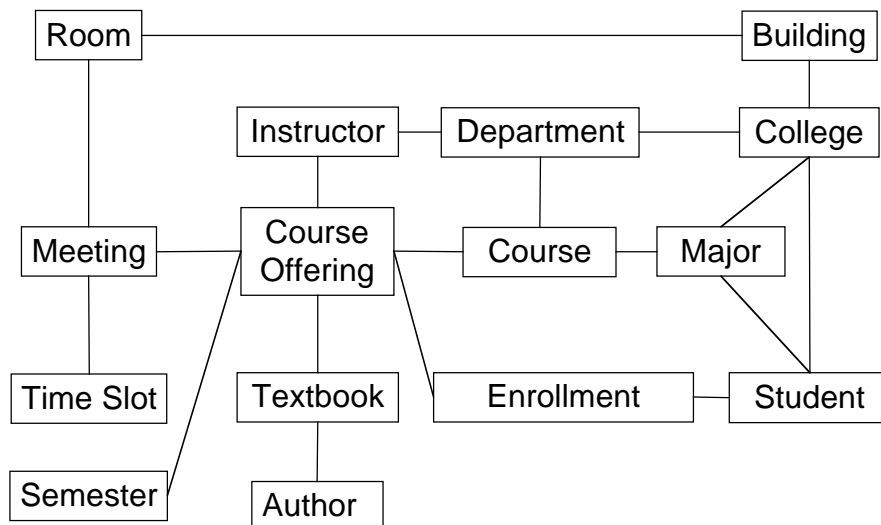 Room
Building
Instructor
Department
College
Meeting
Course
Offering
Course
Major
Time Slot
Textbook
Enrollment
Student
Semester
Author